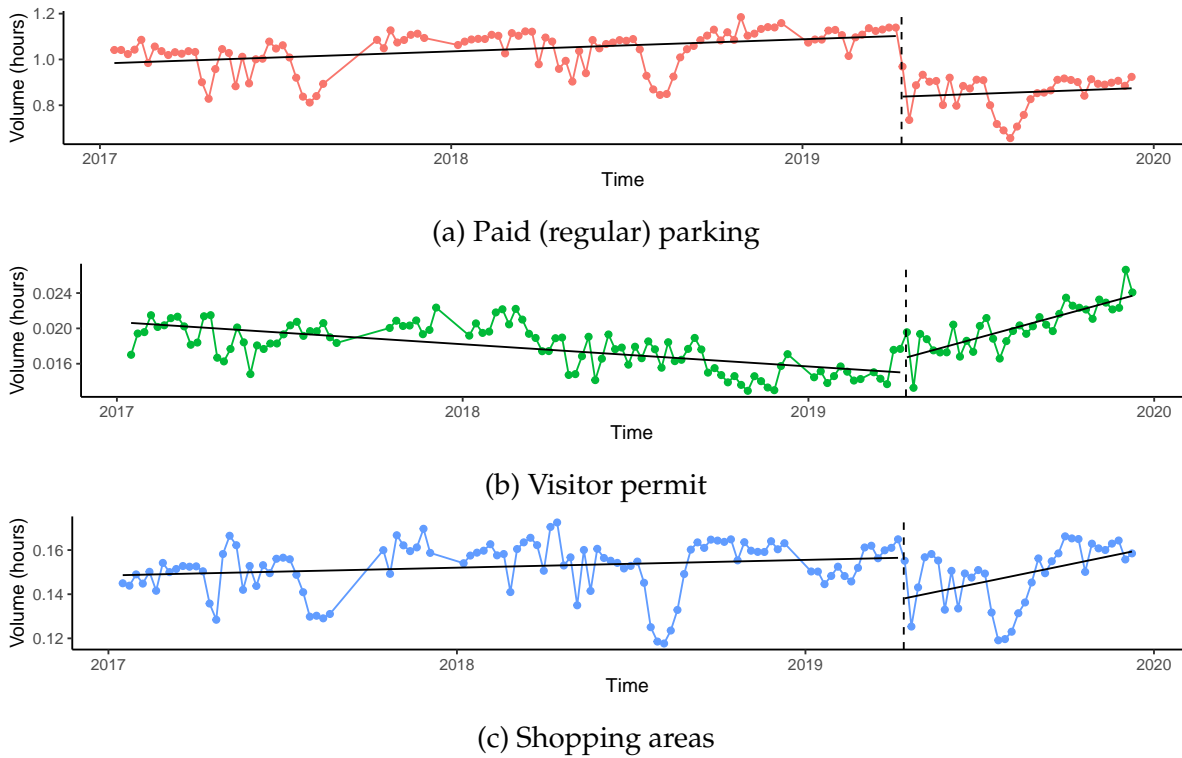 1.2
1.0
0.8
Volume (hours)
2017
2018
2019
2020
Time
(a) Paid (regular) parking
0.024
0.020
0.016
Volume (hours)
2017
2018
2019
2020
Time
(b) Visitor permit
0.16
0.14
0.12
Volume (hours)
2017
2018
2019
2020
Time
(c) Shopping areas